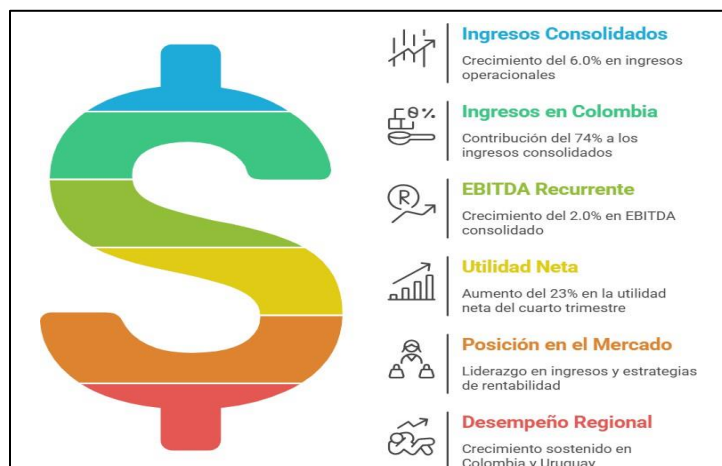 Ingresos Consolidados
Crecimiento del 6.0% en ingresos
operacionales
Ingresos en Colombia
Contribución del 74% a los
ingresos consolidados
EBITDA Recurrente
Crecimiento del 2.0% en EBITDA
consolidado
Utilidad Neta
Aumento del 23% en la utilidad
neta del cuarto trimestre
Posición en el Mercado
Liderazgo en ingresos y estrategias
de rentabilidad
Desempeño Regional
Crecimiento sostenido en
Colombia y Uruguay